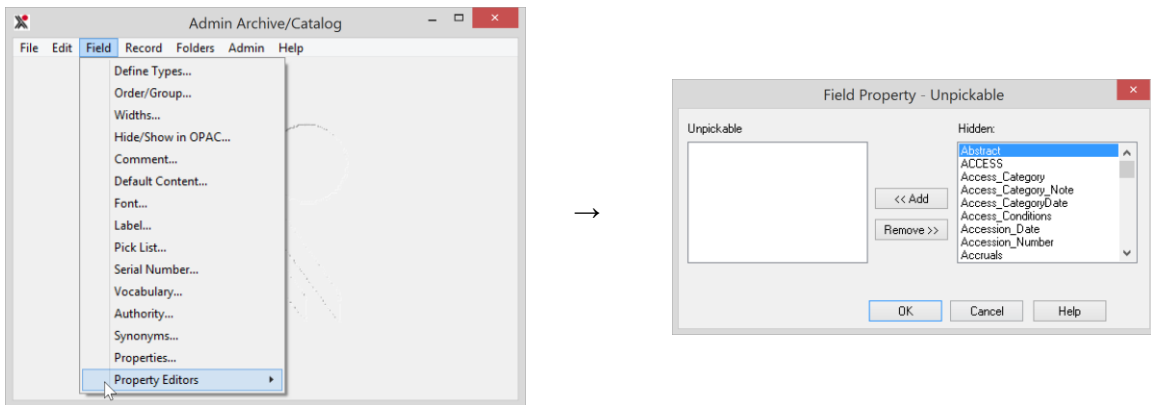 Admin Archive/Catalog
File Edit Field Record Folders Admin Help
Define Types...
Order/Group...
Widths...
Hide/Show in OPAC...
Comment...
Default Content...
Font...
Label...
Pick List...
Serial Number...
Vocabulary...
Authority...
Synonyms...
Properties...
Property Editors
→
Field Property - Unpickable
Unpickable
Hidden:
Abstract
ACCESS
Access_Category
Access_Category_Note
Access_CategoryDate
Access_Conditions
Accession_Date
Accession_Number
Accruals
<< Add
Remove >>
OK Cancel Help